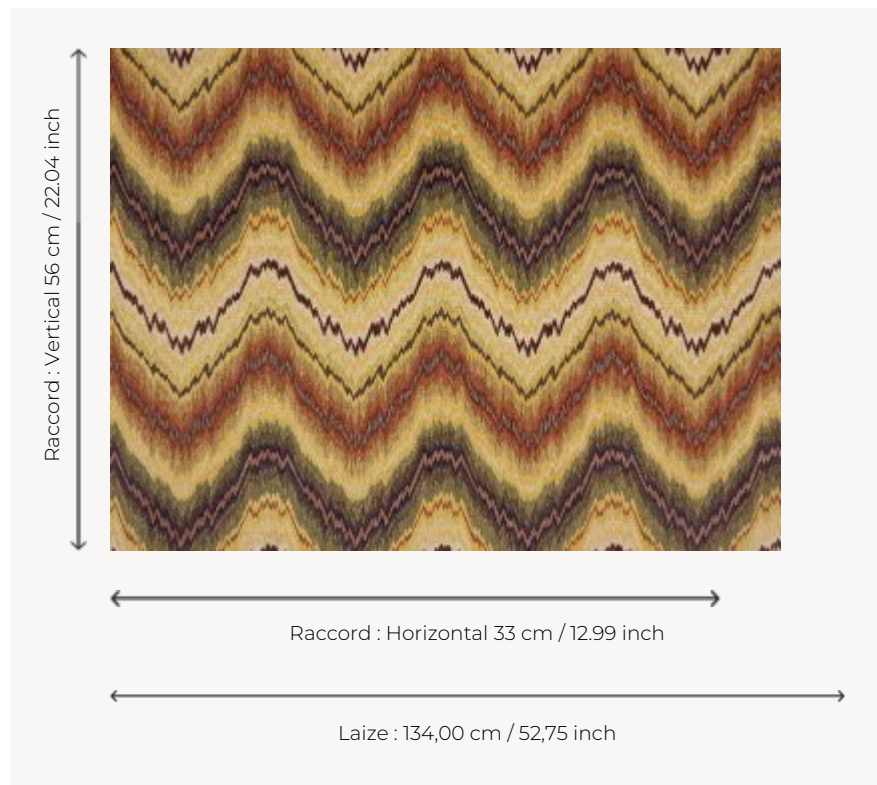 Raccord : Vertical 56 cm / 22.04 inch
Raccord : Horizontal 33 cm / 12.99 inch
Laize : 134,00 cm / 52,75 inch